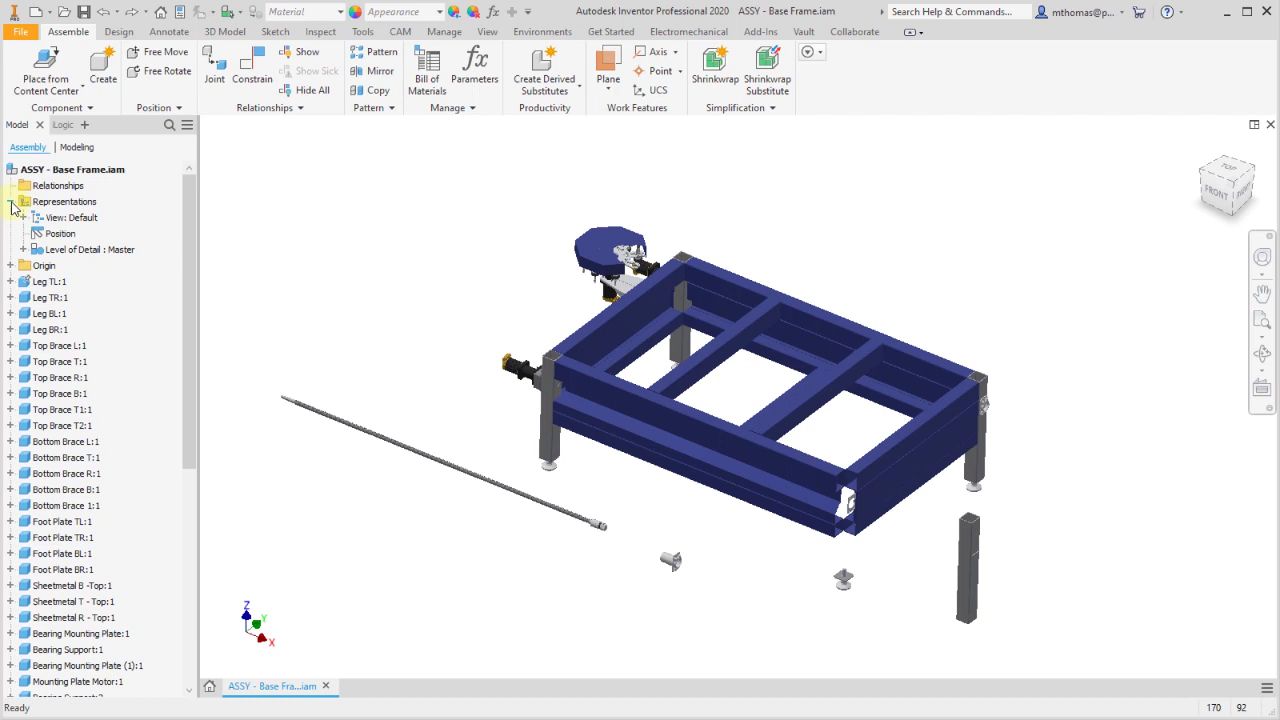 Material
Appearance
Autodesk Inventor Professional 2020 ASSY - Base Frame.iam
Search Help & Commands...
mthomas@p...
File Assembly Design Annotate 3D Model Sketch Inspect Tools CAM Manage View Environments Get Started Electromechanical Add-Ins Vault Collaborate
Place from
Content Center
Create
Component
Free Move
Free Rotate
Position
Joint
Constrain
Show
Show Sick
Hide All
Relationships
Pattern
Mirror
Copy
Pattern
Bill of
Materials
Parameters
Manage
Create Derived
Substitutes
Productivity
Plane
Axis
Point
UCS
Work Features
Shrinkwrap
Shrinkwrap
Substitute
Simplification
Model Logic
Assembly Modeling
ASSY - Base Frame.iam
Relationships
Representations
View: Default
Position
Level of Detail : Master
Origin
Leg TL:1
Leg TR:1
Leg BL:1
Leg BR:1
Top Brace L:1
Top Brace T:1
Top Brace R:1
Top Brace B:1
Top Brace T1:1
Top Brace T2:1
Bottom Brace L:1
Bottom Brace T:1
Bottom Brace R:1
Bottom Brace B:1
Bottom Brace 1:1
Foot Plate TL:1
Foot Plate TR:1
Foot Plate BL:1
Foot Plate BR:1
Sheetmetal B -Top:1
Sheetmetal T - Top:1
Sheetmetal R - Top:1
Bearing Mounting Plate:1
Bearing Support:1
Bearing Mounting Plate (1):1
Mounting Plate Motor:1
TOP
FRONT
RIGHT
Z
Y
X
ASSY - Base Fra...iam
Ready
170 92